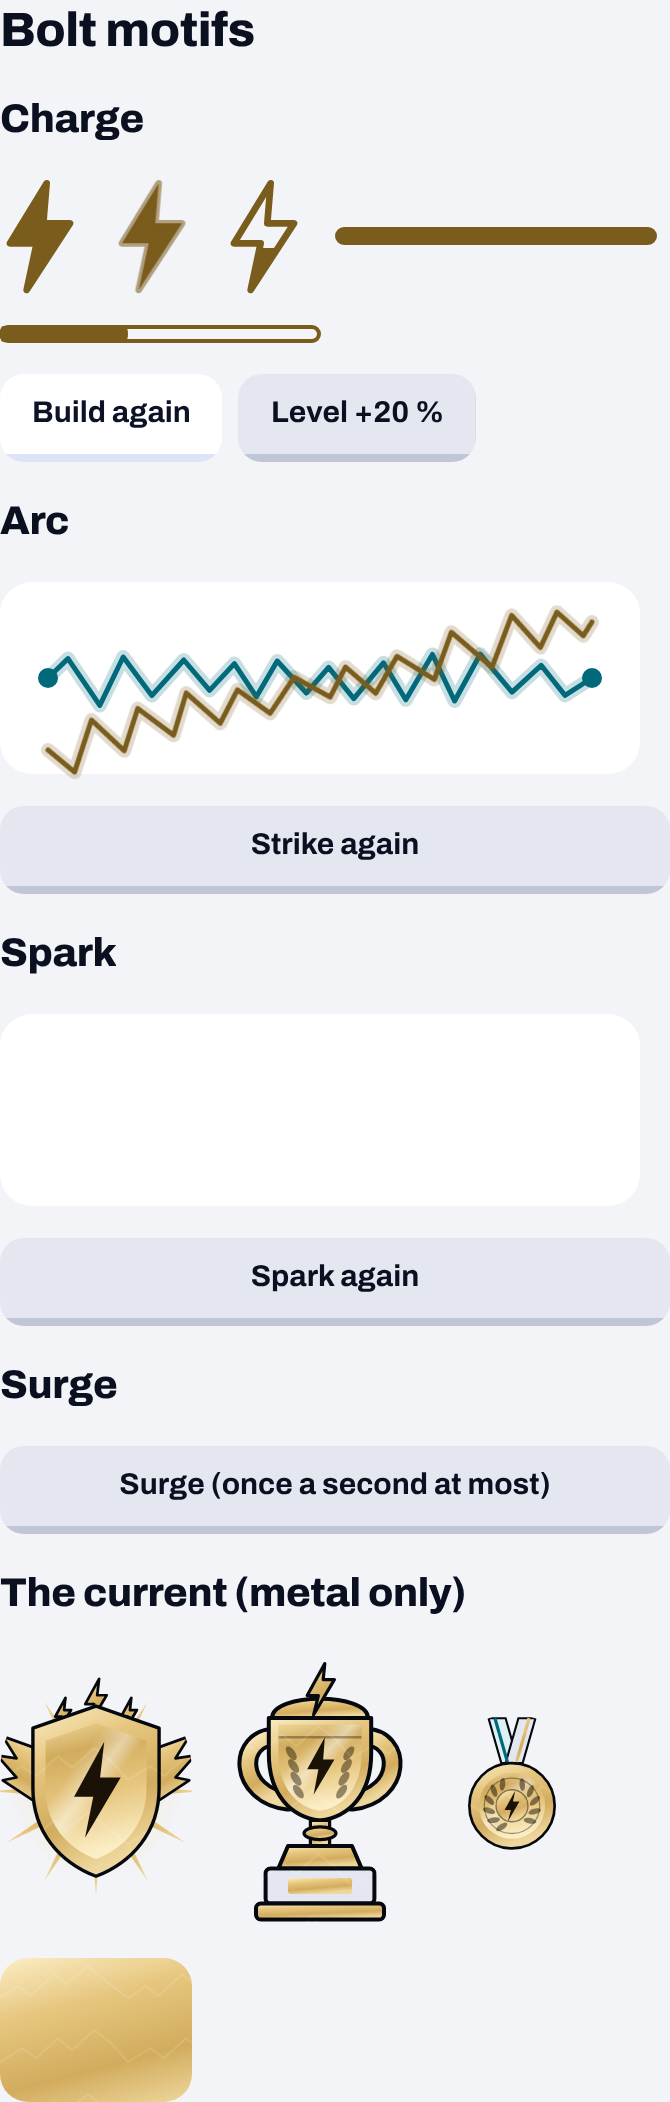 Bolt motifs
Charge
Build again
Level +20 %
Arc
Strike again
Spark
Spark again
Surge
Surge (once a second at most)
The current (metal only)